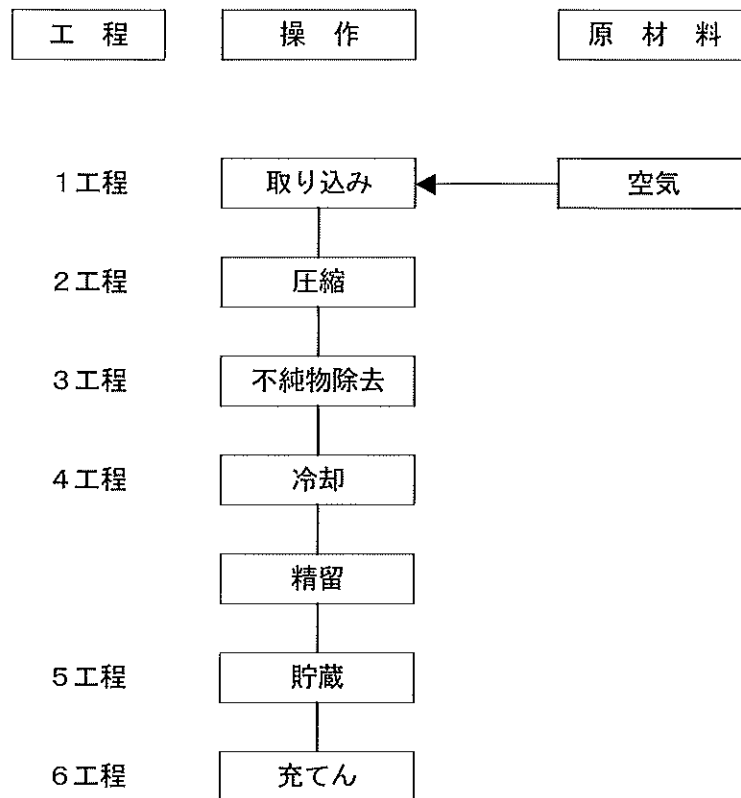 工 程 操 作 原 材 料
1工程 取り込み 空気
2工程 圧縮
3工程 不純物除去
4工程 冷却
精留
5工程 貯蔵
6工程 充てん